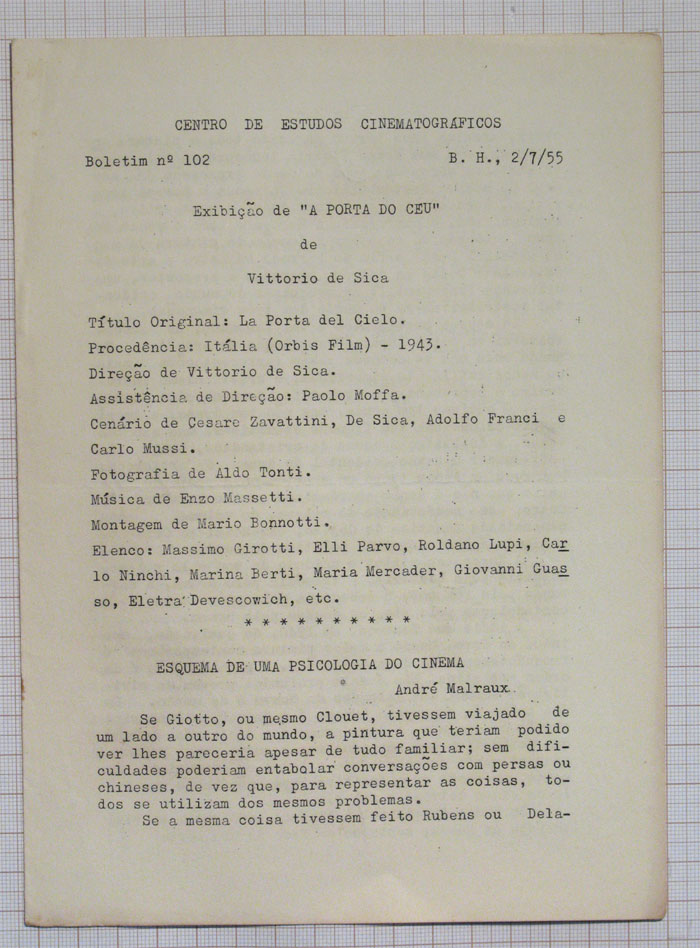 CENTRO DE ESTUDOS CINEMATOGRÁFICOS
Boletim nº 102 B. H., 2/7/55
Exibição de "A PORTA DO CEU"
de
Vittorio de Sica
Título Original: La Porta del Cielo.
Procedência: Itália (Orbis Film) - 1943.
Direção de Vittorio de Sica.
Assistência de Direção: Paolo Moffa.
Cenário de Cesare Zavattini, De Sica, Adolfo Franci e
Carlo Mussi.
Fotografia de Aldo Tonti.
Música de Enzo Massetti.
Montagem de Mario Bonnotti.
Elenco: Massimo Girotti, Elli Parvo, Roldano Lupi, Car
lo Ninchi, Marina Berti, Maria Mercader, Giovanni Guas
so, Eletra Devescowich, etc.
* * * * * * * * * *
ESQUEMA DE UMA PSICOLOGIA DO CINEMA
André Malraux.
Se Giotto, ou mesmo Clouet, tivessem viajado de
um lado a outro do mundo, a pintura que teriam podido
ver lhes pareceria apesar de tudo familiar; sem difi-
culdades poderiam entabolar conversações com persas ou
chineses, de vez que, para representar as coisas, to-
dos se utilizam dos mesmos problemas.
Se a mesma coisa tivessem feito Rubens ou Dela-